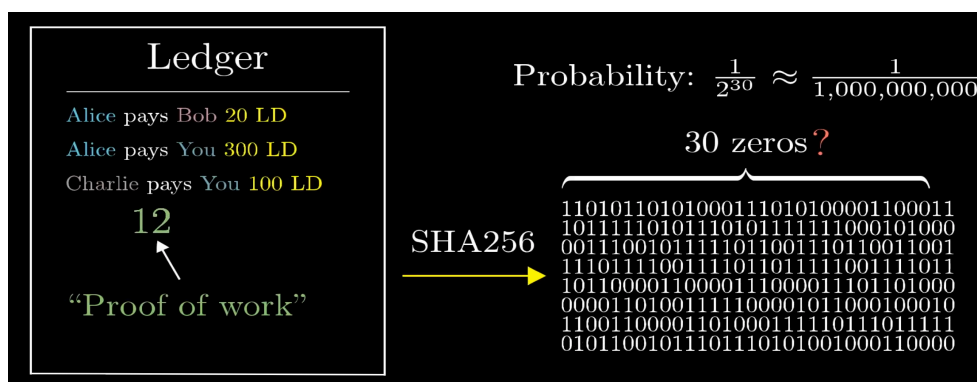 Ledger
Alice pays Bob 20 LD
Alice pays You 300 LD
Charlie pays You 100 LD
12
“Proof of work”
SHA256
Probability: 1/2^30 ≈ 1/1,000,000,000
30 zeros?
11010110101000111010100001100011
10111110101110101111111000101000
00111001011111011001110110011001
11101111001111011011111001111011
10110000110000111000011101101000
00001101001111100001011000100010
11001100001101000111110111011111
01011001011101110101001000110000